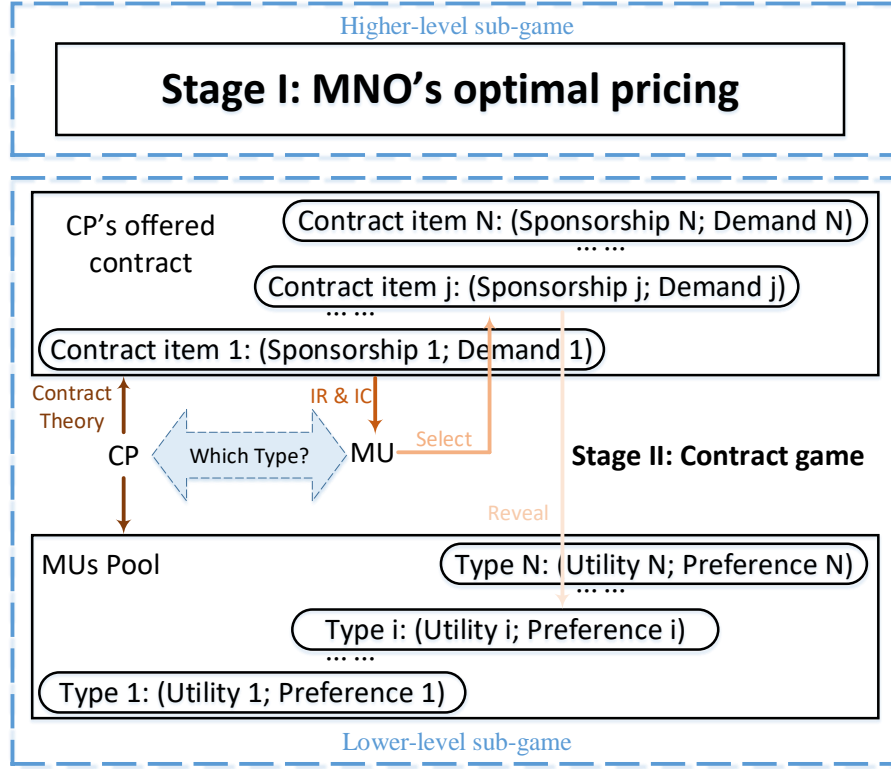 Higher-level sub-game
Stage I: MNO's optimal pricing
CP's offered
contract
Contract item N: (Sponsorship N; Demand N)
... ...
Contract item j: (Sponsorship j; Demand j)
... ...
Contract item 1: (Sponsorship 1; Demand 1)
Contract
Theory
IR & IC
CP
Which Type?
MU
Select
Stage II: Contract game
Reveal
MUs Pool
Type N: (Utility N; Preference N)
... ...
Type i: (Utility i; Preference i)
... ...
Type 1: (Utility 1; Preference 1)
Lower-level sub-game